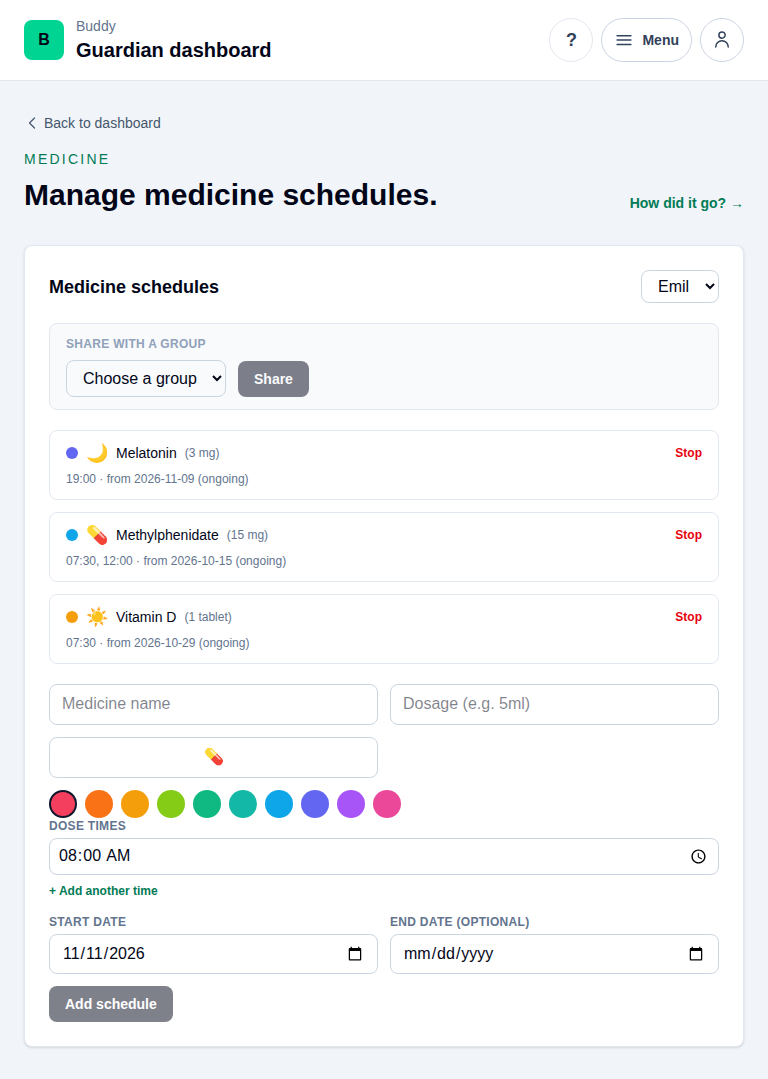 B
Buddy
Guardian dashboard
?
Menu
Back to dashboard
MEDICINE
Manage medicine schedules.
How did it go? →
Medicine schedules
Emil
SHARE WITH A GROUP
Choose a group
Share
Melatonin (3 mg)
Stop
19:00 · from 2026-11-09 (ongoing)
Methylphenidate (15 mg)
Stop
07:30, 12:00 · from 2026-10-15 (ongoing)
Vitamin D (1 tablet)
Stop
07:30 · from 2026-10-29 (ongoing)
Medicine name
Dosage (e.g. 5ml)
DOSE TIMES
08:00 AM
+ Add another time
START DATE
END DATE (OPTIONAL)
11/11/2026
mm/dd/yyyy
Add schedule